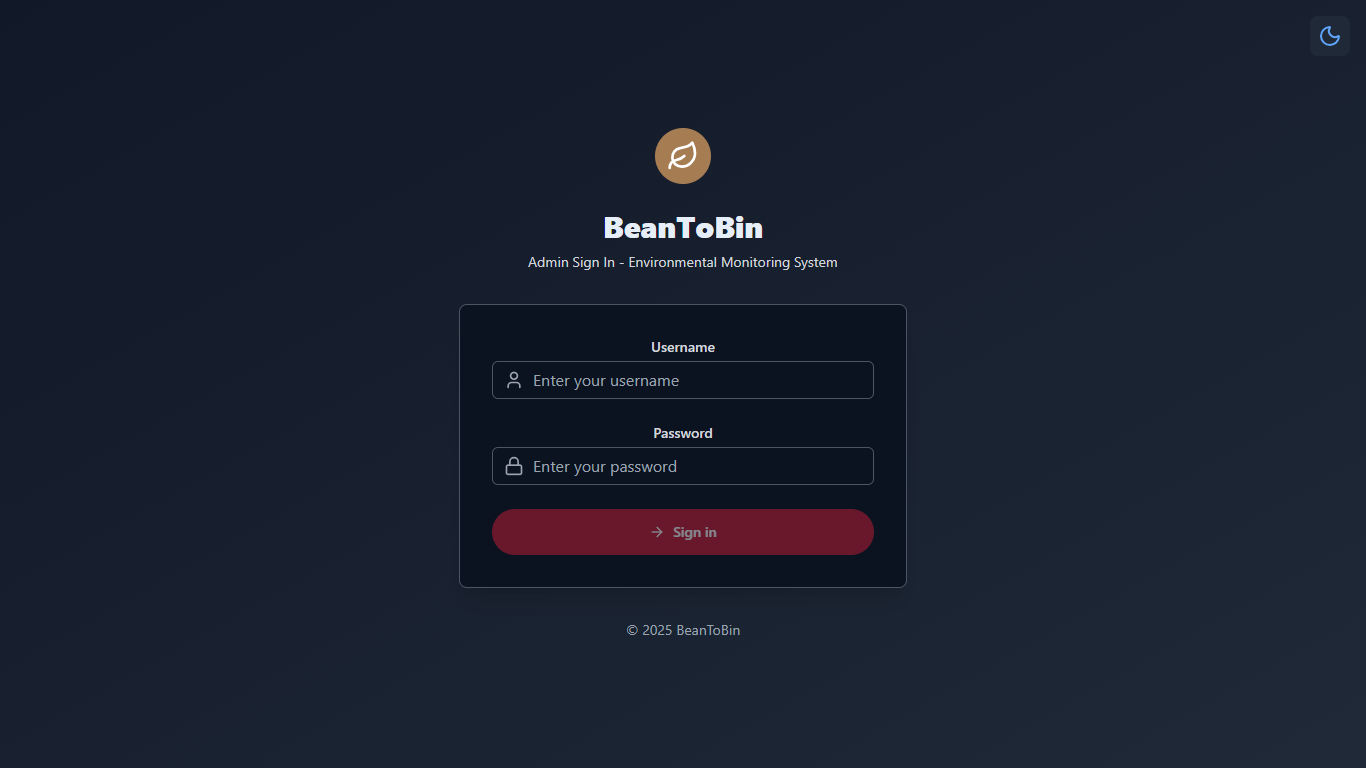 BeanToBin
Admin Sign In - Environmental Monitoring System
Username
Enter your username
Password
Enter your password
Sign in
© 2025 BeanToBin